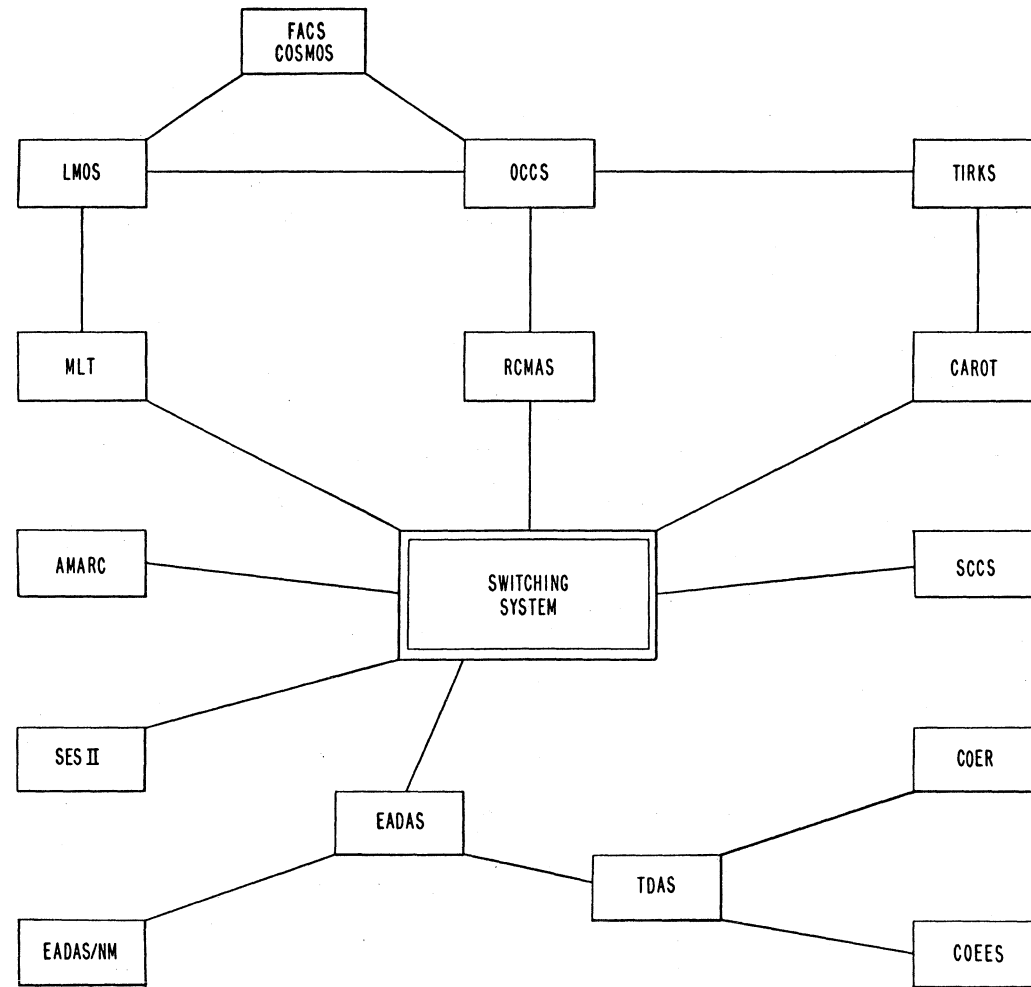 FACS
COSMOS
LMOS
OCCS
TIRKS
MLT
RCMAS
CAROT
AMARC
SWITCHING
SYSTEM
SCCS
SES II
COER
EADAS
TDAS
EADAS/NM
COEES